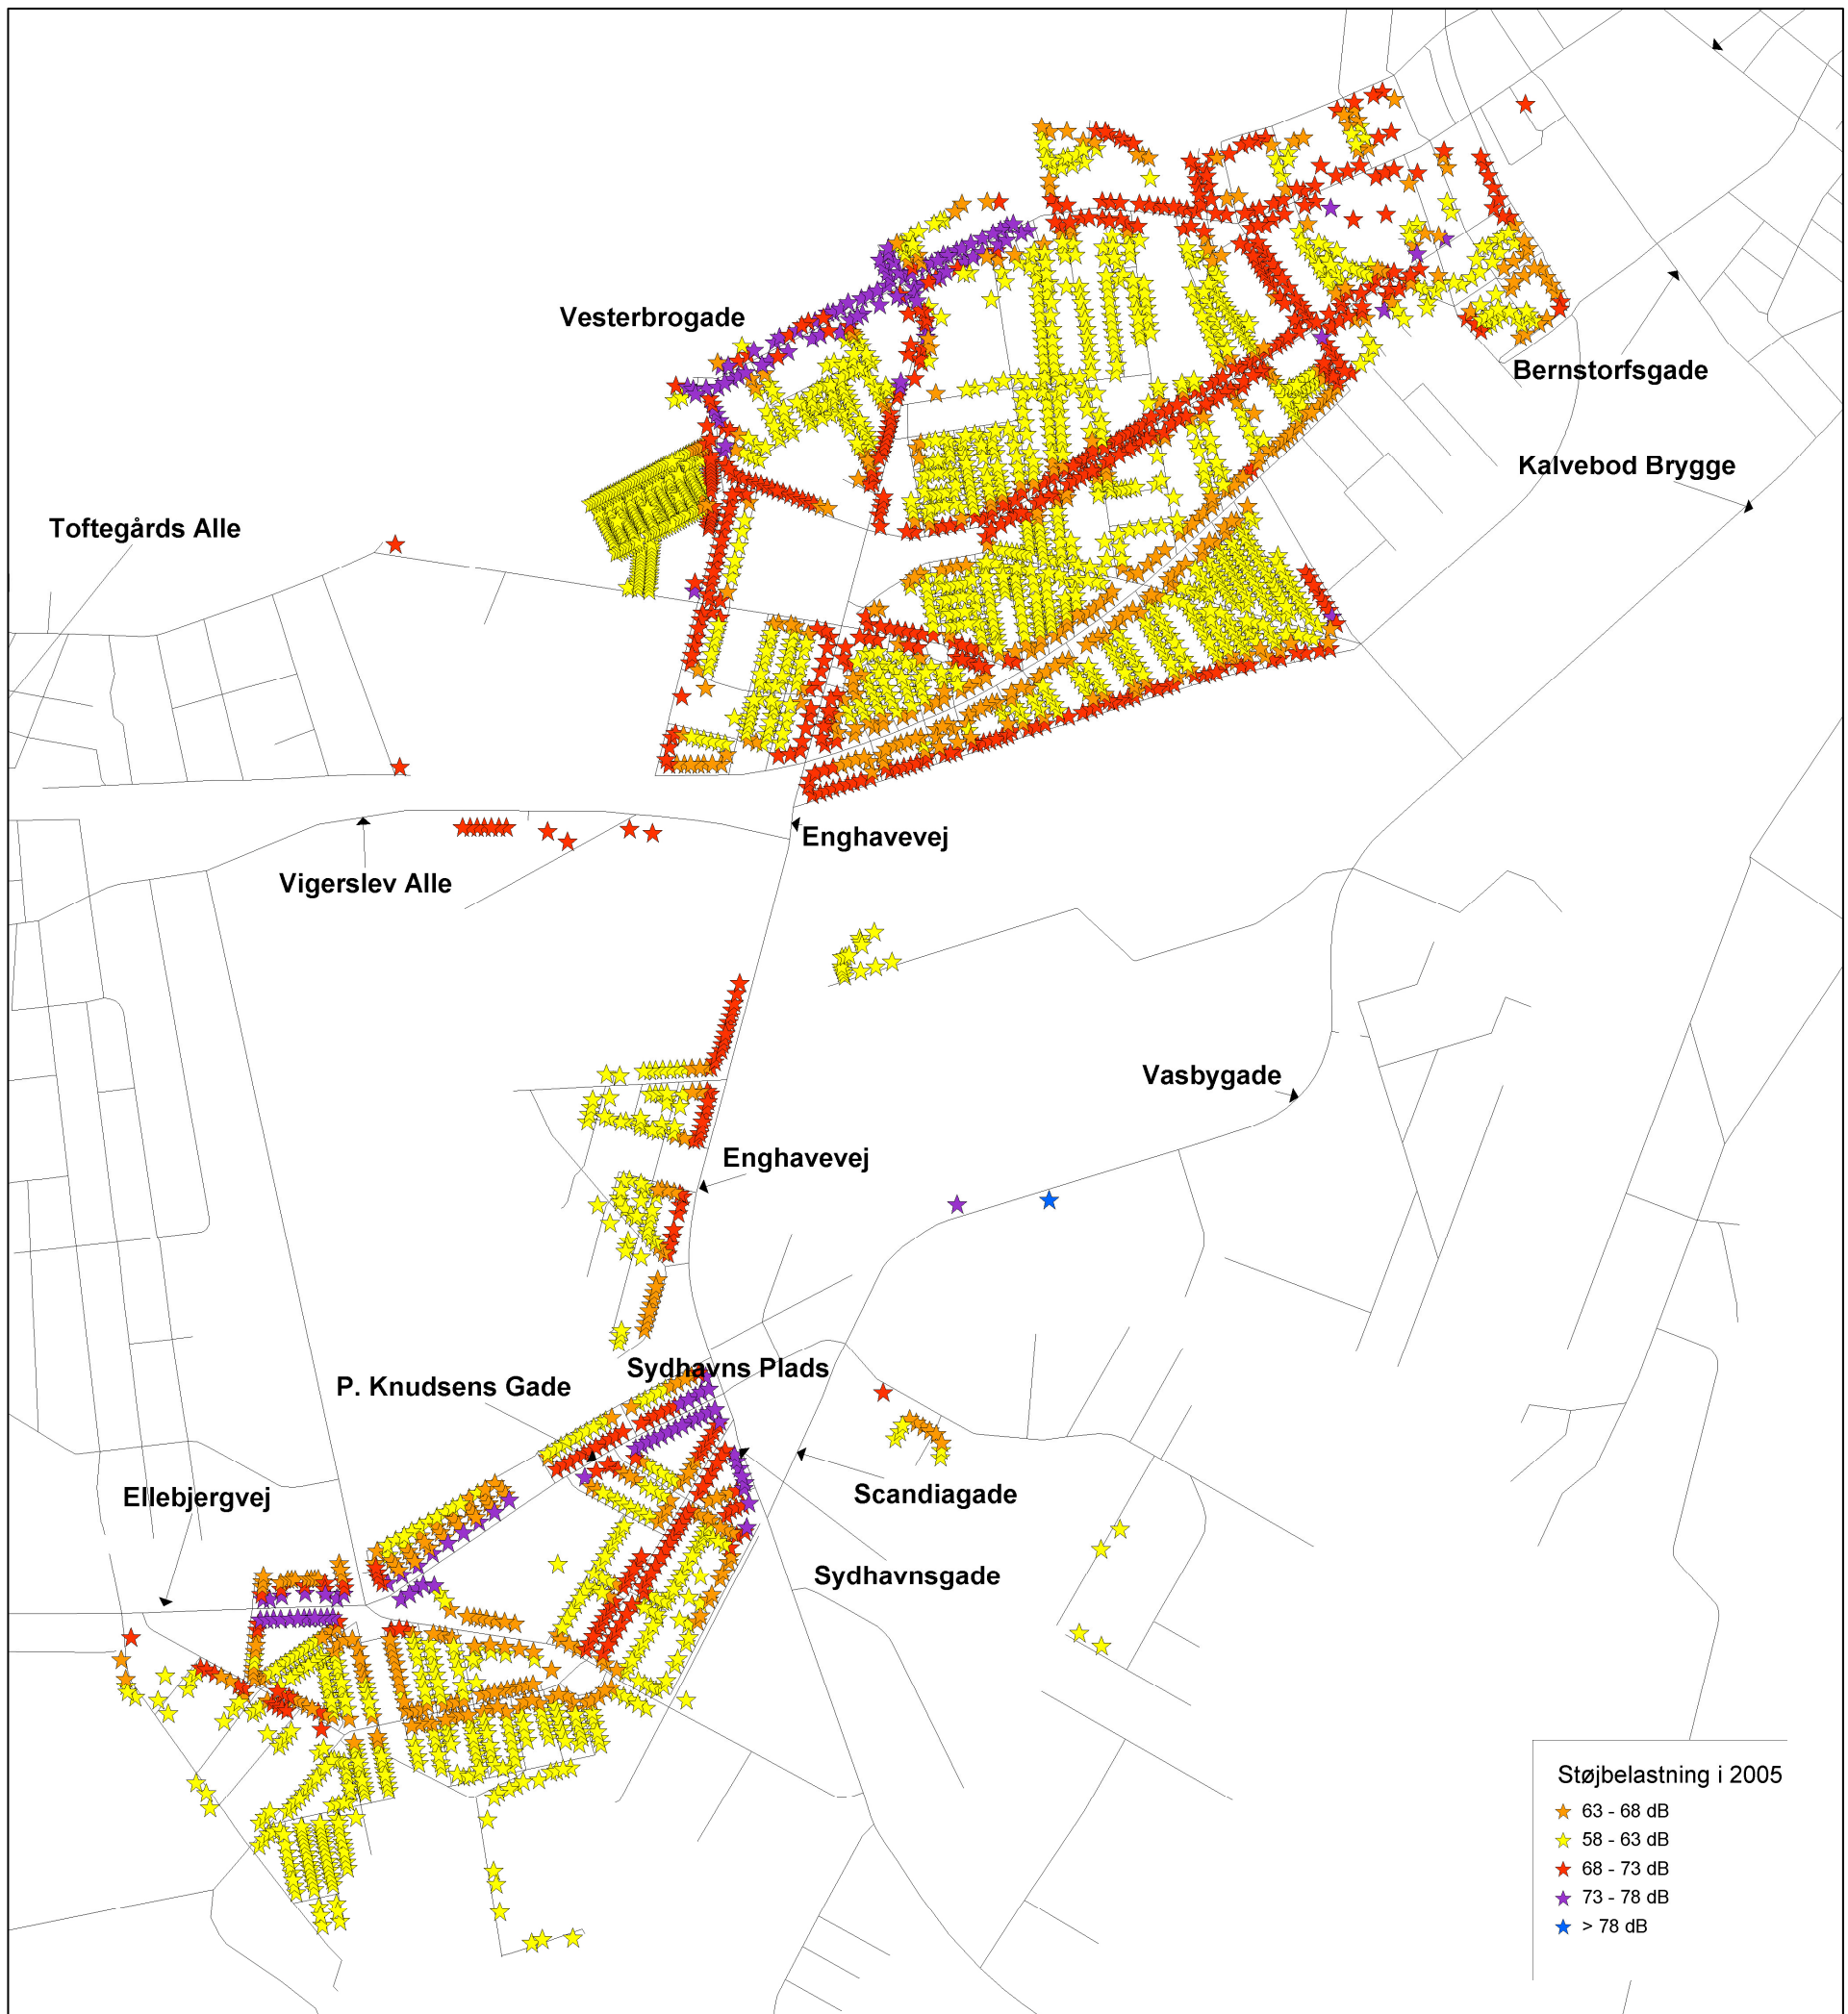 Vesterbrogade
Bernstorfsgade
Kalvebod Brygge
Toftegårds Alle
Enghavevej
Vigerslev Alle
Vasbygade
Enghavevej
Sydhavns Plads
P. Knudsens Gade
Scandiagade
Ellebjergvej
Sydhavnsgade
Støjbelastning i 2005
63 - 68 dB
58 - 63 dB
68 - 73 dB
73 - 78 dB
> 78 dB